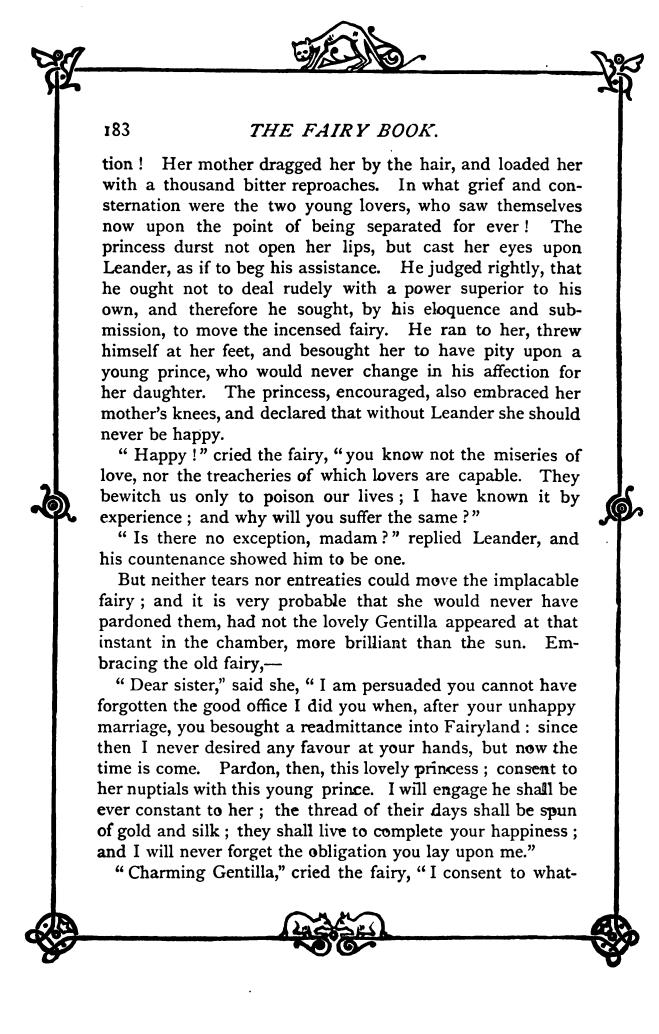 183 THE FAIRY BOOK.
tion ! Her mother dragged her by the hair, and loaded her
with a thousand bitter reproaches. In what grief and con-
sternation were the two young lovers, who saw themselves
now upon the point of being separated for ever ! The
princess durst not open her lips, but cast her eyes upon
Leander, as if to beg his assistance. He judged rightly, that
he ought not to deal rudely with a power superior to his
own, and therefore he sought, by his eloquence and sub-
mission, to move the incensed fairy. He ran to her, threw
himself at her feet, and besought her to have pity upon a
young prince, who would never change in his affection for
her daughter. The princess, encouraged, also embraced her
mother's knees, and declared that without Leander she should
never be happy.
“ Happy !” cried the fairy, “you know not the miseries of
love, nor the treacheries of which lovers are capable. They
bewitch us only to poison our lives ; I have known it by
experience ; and why will you suffer the same ?”
“ Is there no exception, madam ?” replied Leander, and
his countenance showed him to be one.
But neither tears nor entreaties could move the implacable
fairy ; and it is very probable that she would never have
pardoned them, had not the lovely Gentilla appeared at that
instant in the chamber, more brilliant than the sun. Em-
bracing the old fairy,—
“ Dear sister,” said she, “ I am persuaded you cannot have
forgotten the good office I did you when, after your unhappy
marriage, you besought a readmittance into Fairyland : since
then I never desired any favour at your hands, but now the
time is come. Pardon, then, this lovely princess ; consent to
her nuptials with this young prince. I will engage he shall be
ever constant to her ; the thread of their days shall be spun
of gold and silk ; they shall live to complete your happiness ;
and I will never forget the obligation you lay upon me.”
“ Charming Gentilla,” cried the fairy, “ I consent to what-